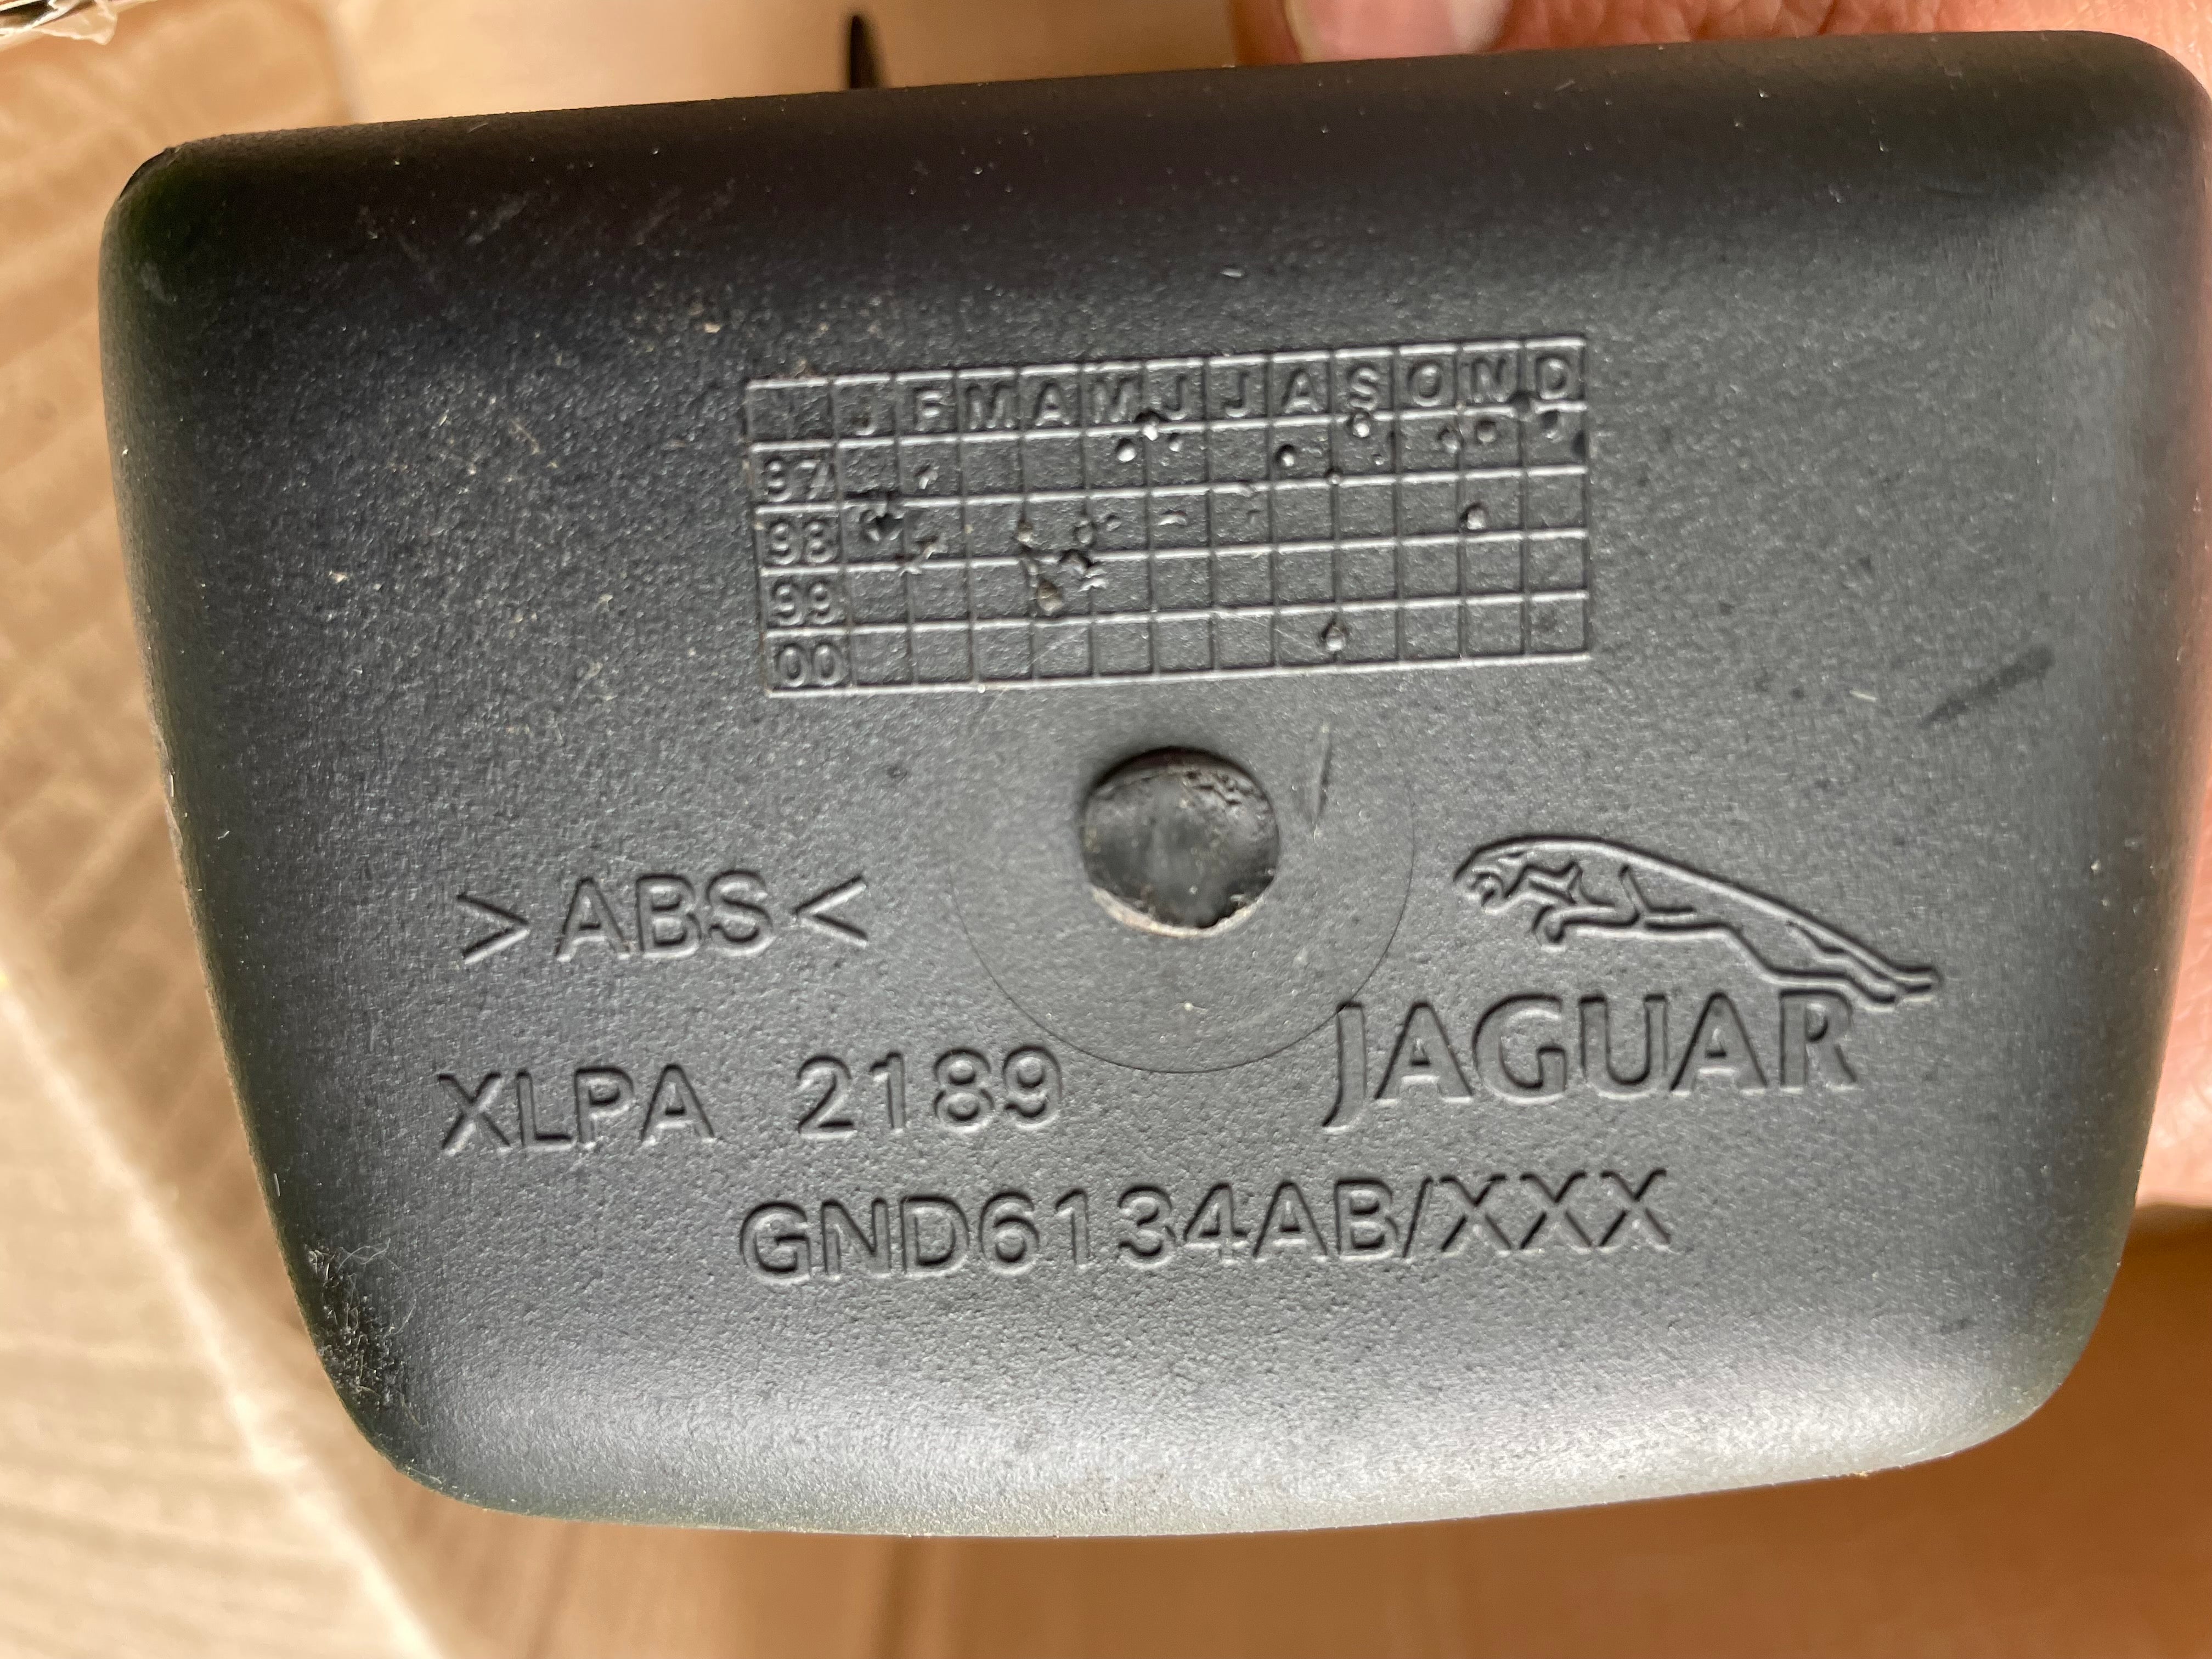 J F M A M J J A S O N D
97
98
99
00
>ABS<
JAGUAR
XLPA 2189
GND6134AB/XXX